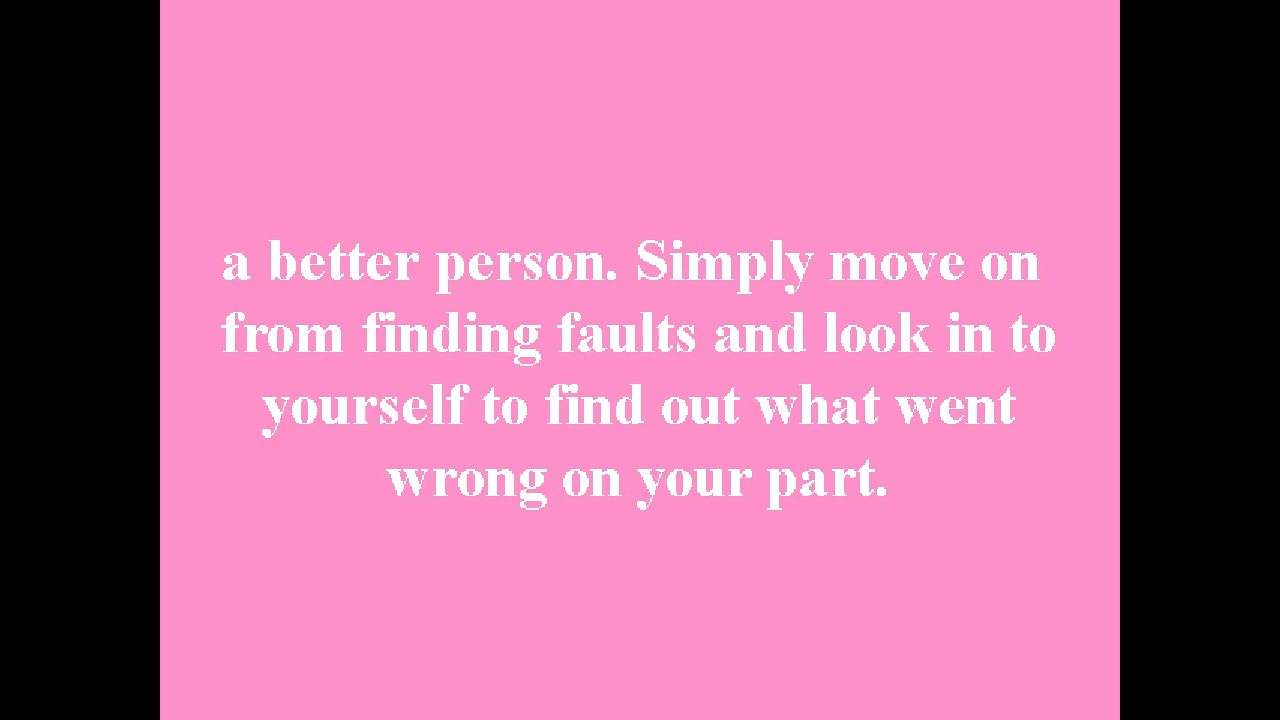 a better person. Simply move on
from finding faults and look in to
yourself to find out what went
wrong on your part.